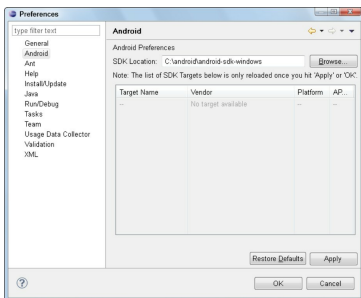 Preferences
type filter text
General
Android
Ant
Help
Install/Update
Java
Run/Debug
Tasks
Team
Usage Data Collector
Validation
XML
Android
Android Preferences
SDK Location: C:\android\android-sdk-windows Browse...
Note: The list of SDK Targets below is only reloaded once you hit 'Apply' or 'OK'.
Target Name Vendor Platform AP...
-- No target available -- --
Restore Defaults Apply
? OK Cancel